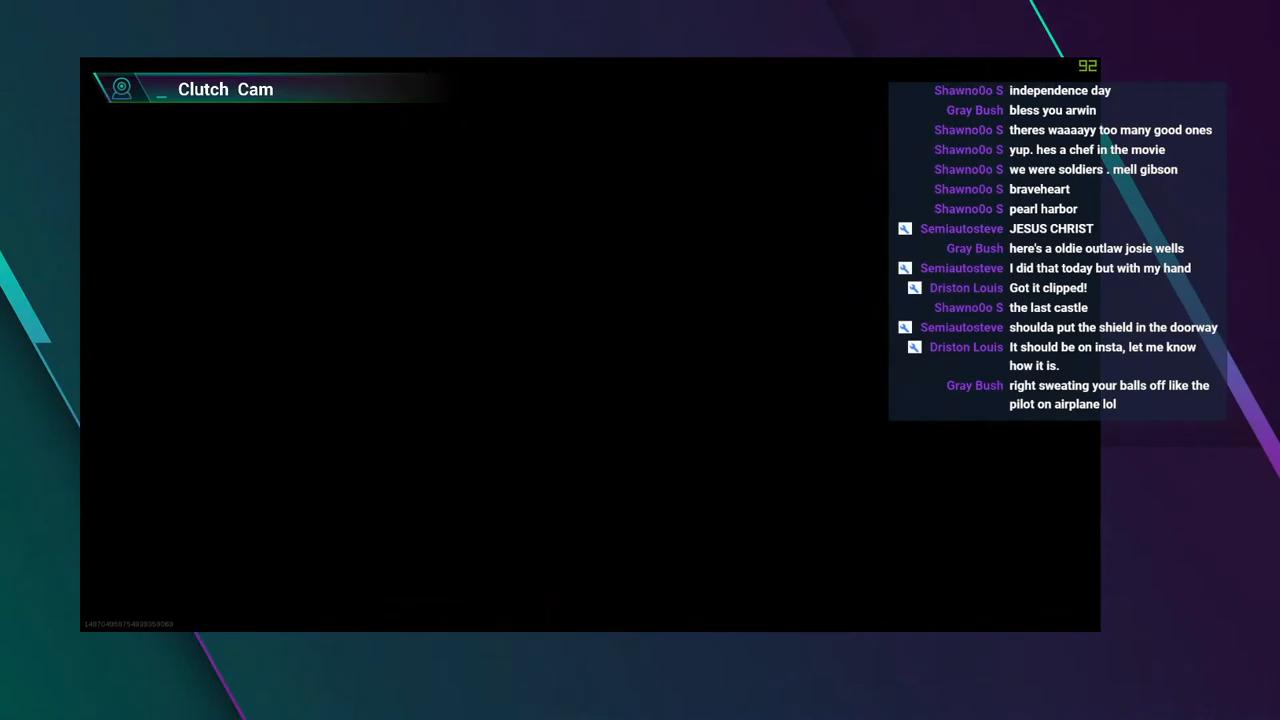 92
Clutch Cam
Shawno0o S independence day
Gray Bush bless you arwin
Shawno0o S theres waaaayy too many good ones
Shawno0o S yup. hes a chef in the movie
Shawno0o S we were soldiers . mell gibson
Shawno0o S braveheart
Shawno0o S pearl harbor
Semiautosteve JESUS CHRIST
Gray Bush here's a oldie outlaw josie wells
Semiautosteve I did that today but with my hand
Driston Louis Got it clipped!
Shawno0o S the last castle
Semiautosteve shoulda put the shield in the doorway
Driston Louis It should be on insta, let me know
how it is.
Gray Bush right sweating your balls off like the
pilot on airplane lol